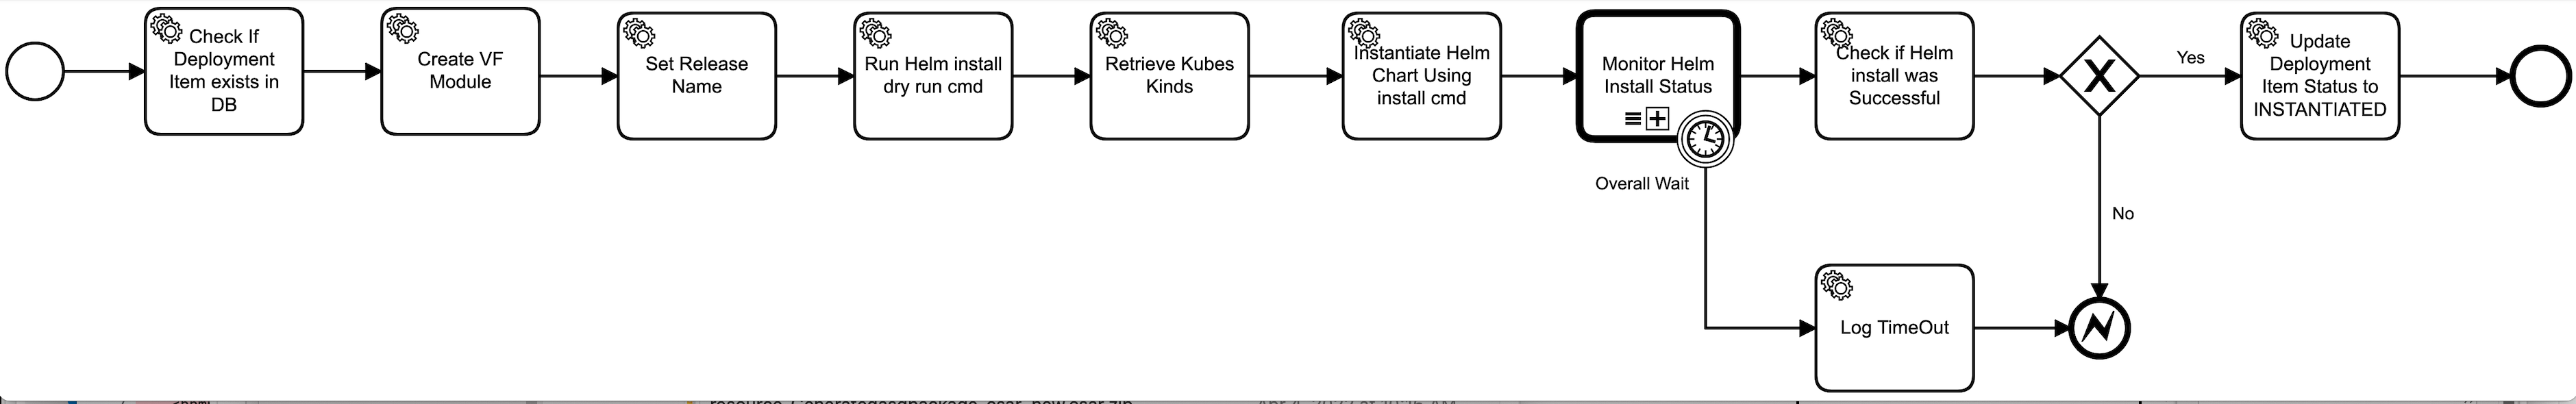 Check If
Deployment
Item exists in
DB
Create VF
Module
Set Release
Name
Run Helm install
dry run cmd
Retrieve Kubes
Kinds
Instantiate Helm
Chart Using
install cmd
Monitor Helm
Install Status
Overall Wait
Check if Helm
install was
Successful
Yes
No
Update
Deployment
Item Status to
INSTANTIATED
Log TimeOut